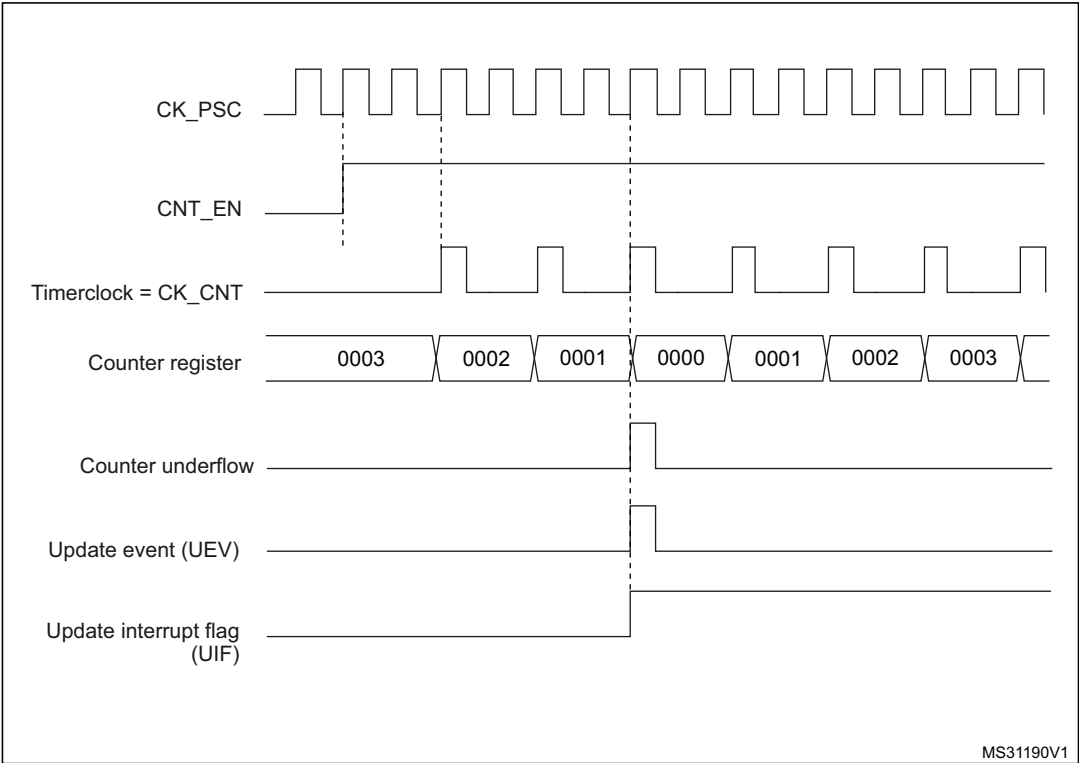 CK_PSC
CNT_EN
Timerclock = CK_CNT
Counter register 0003 0002 0001 0000 0001 0002 0003
Counter underflow
Update event (UEV)
Update interrupt flag
(UIF)
MS31190V1